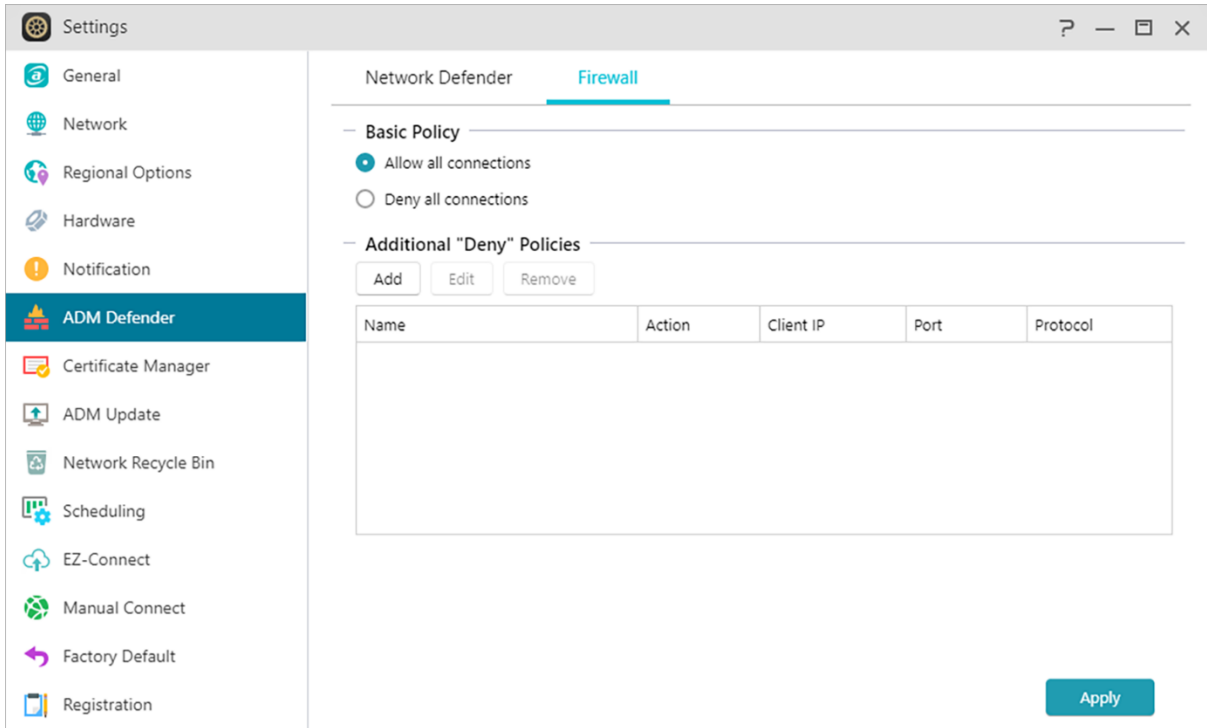 Settings
General
Network
Regional Options
Hardware
Notification
ADM Defender
Certificate Manager
ADM Update
Network Recycle Bin
Scheduling
EZ-Connect
Manual Connect
Factory Default
Registration
Network Defender Firewall
Basic Policy
Allow all connections
Deny all connections
Additional "Deny" Policies
Add Edit Remove
Name Action Client IP Port Protocol
Apply